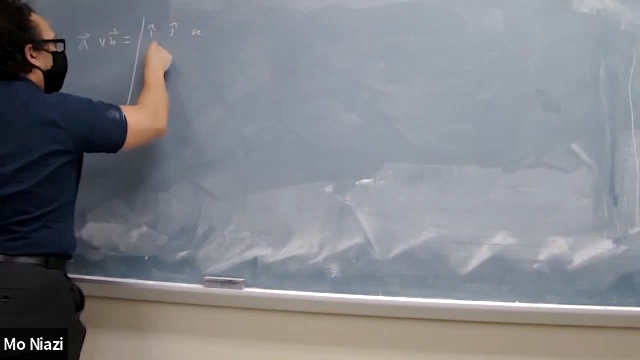 a⃗ × b⃗ = | î ĵ k
Mo Niazi